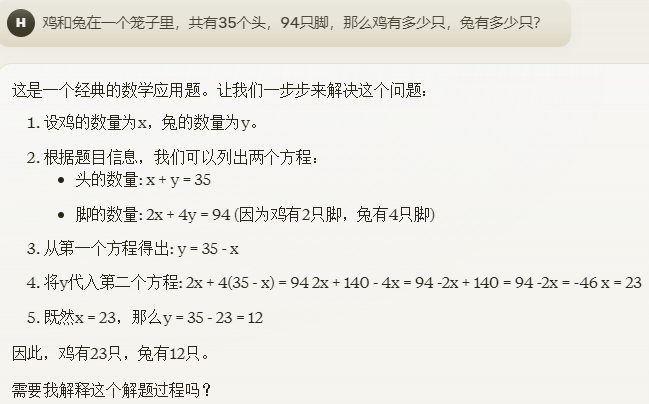 H 鸡和兔在一个笼子里，共有35个头，94只脚，那么鸡有多少只，兔有多少只？
这是一个经典的数学应用题。让我们一步步来解决这个问题：
1. 设鸡的数量为x，兔的数量为y。
2. 根据题目信息，我们可以列出两个方程：
• 头的数量: x + y = 35
• 脚的数量: 2x + 4y = 94 (因为鸡有2只脚，兔有4只脚)
3. 从第一个方程得出: y = 35 - x
4. 将y代入第二个方程: 2x + 4(35 - x) = 94 2x + 140 - 4x = 94 -2x + 140 = 94 -2x = -46 x = 23
5. 既然x = 23，那么y = 35 - 23 = 12
因此，鸡有23只，兔有12只。
需要我解释这个解题过程吗？